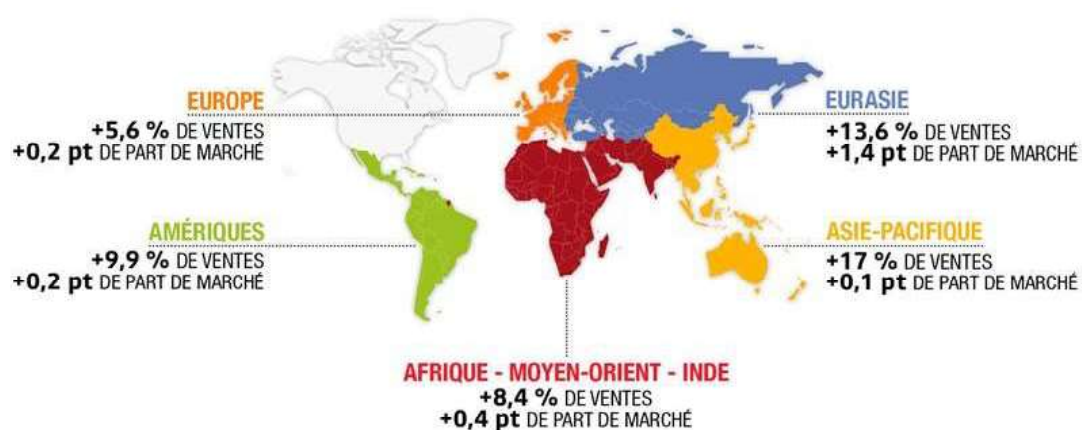 EUROPE
+5,6 % DE VENTES
+0,2 pt DE PART DE MARCHÉ
EURASIE
+13,6 % DE VENTES
+1,4 pt DE PART DE MARCHÉ
AMÉRIQUES
+9,9 % DE VENTES
+0,2 pt DE PART DE MARCHÉ
ASIE-PACIFIQUE
+17 % DE VENTES
+0,1 pt DE PART DE MARCHÉ
AFRIQUE - MOYEN-ORIENT - INDE
+8,4 % DE VENTES
+0,4 pt DE PART DE MARCHÉ